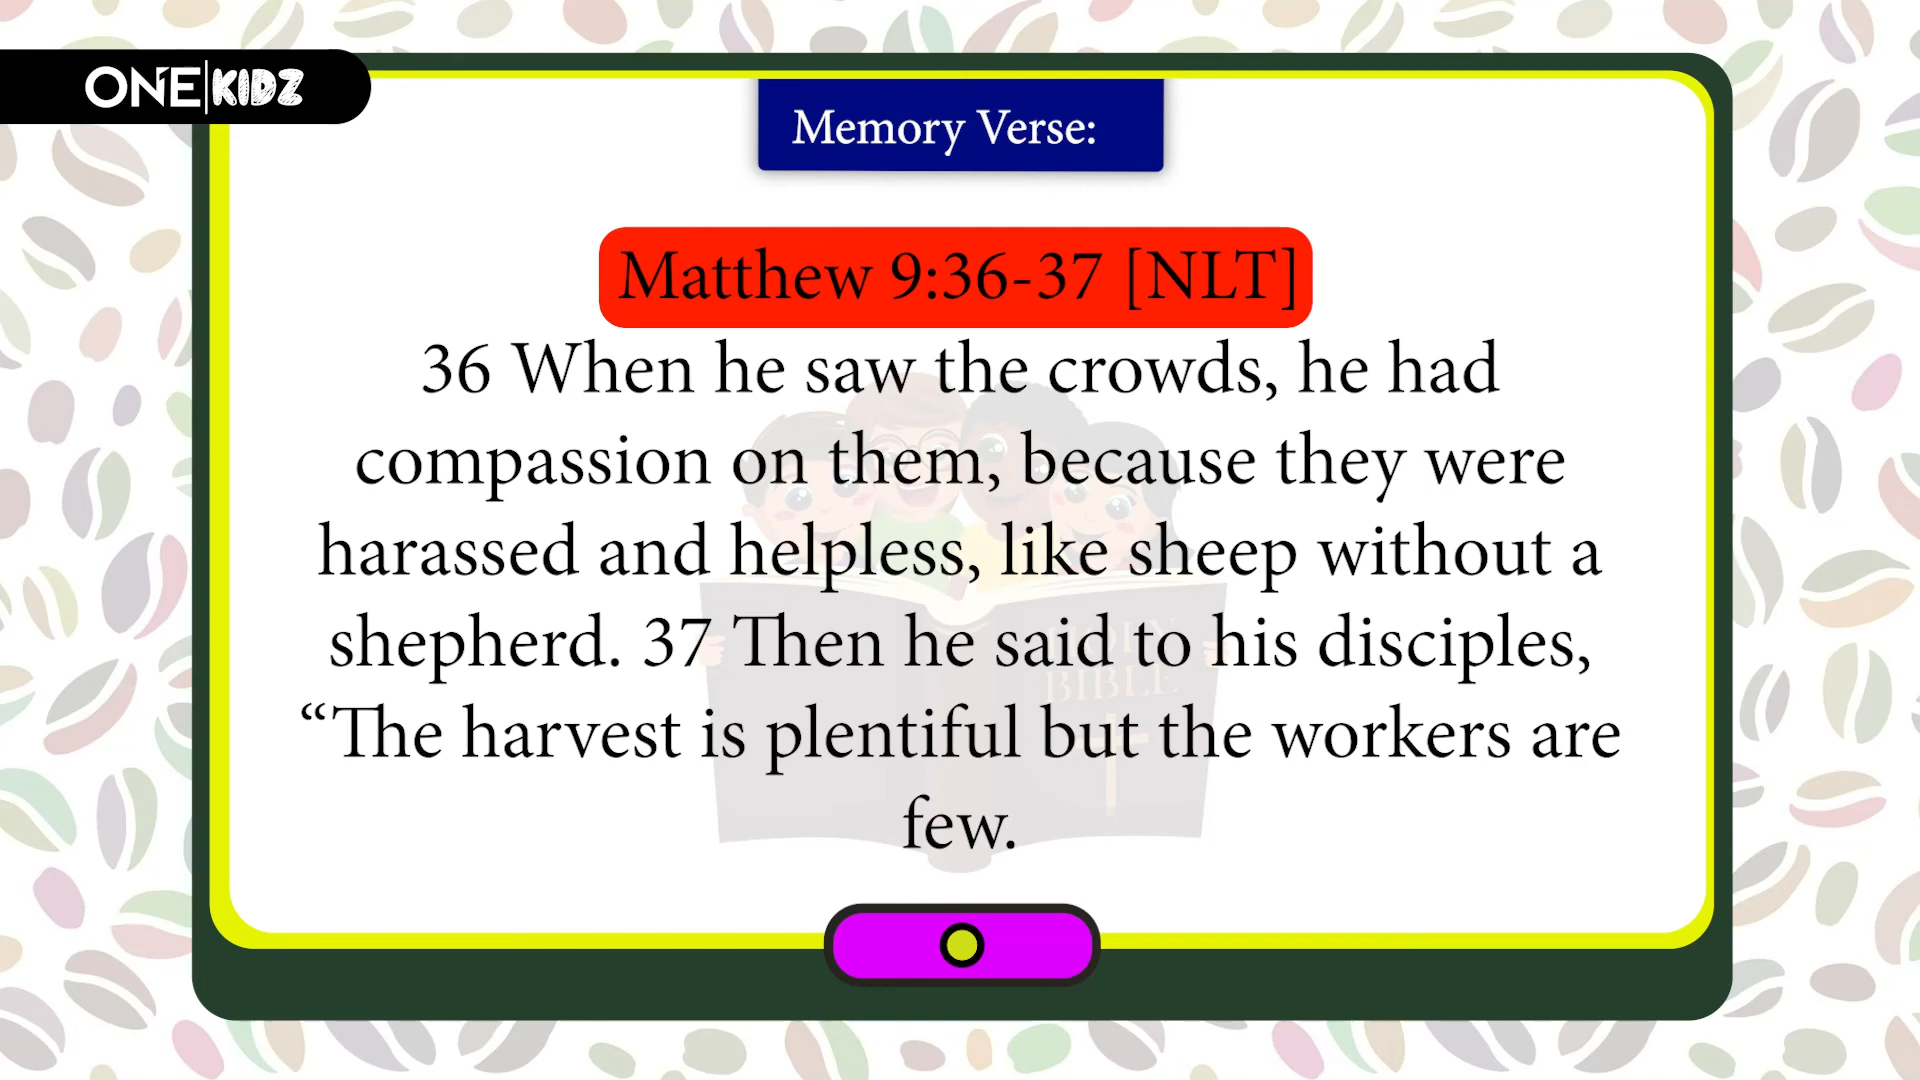 ONE|KIDZ
Memory Verse:
Matthew 9:36-37 [NLT]
36 When he saw the crowds, he had
compassion on them, because they were
harassed and helpless, like sheep without a
shepherd. 37 Then he said to his disciples,
“The harvest is plentiful but the workers are
few.
HOLY
BIBLE